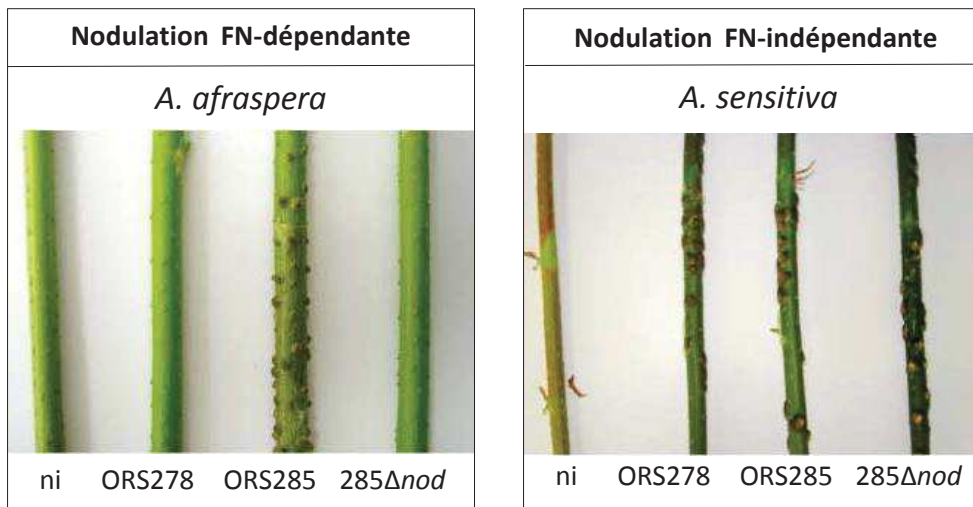 Nodulation FN-dépendante
A. afraspera
ni ORS278 ORS285 285Δnod
Nodulation FN-indépendante
A. sensitiva
ni ORS278 ORS285 285Δnod